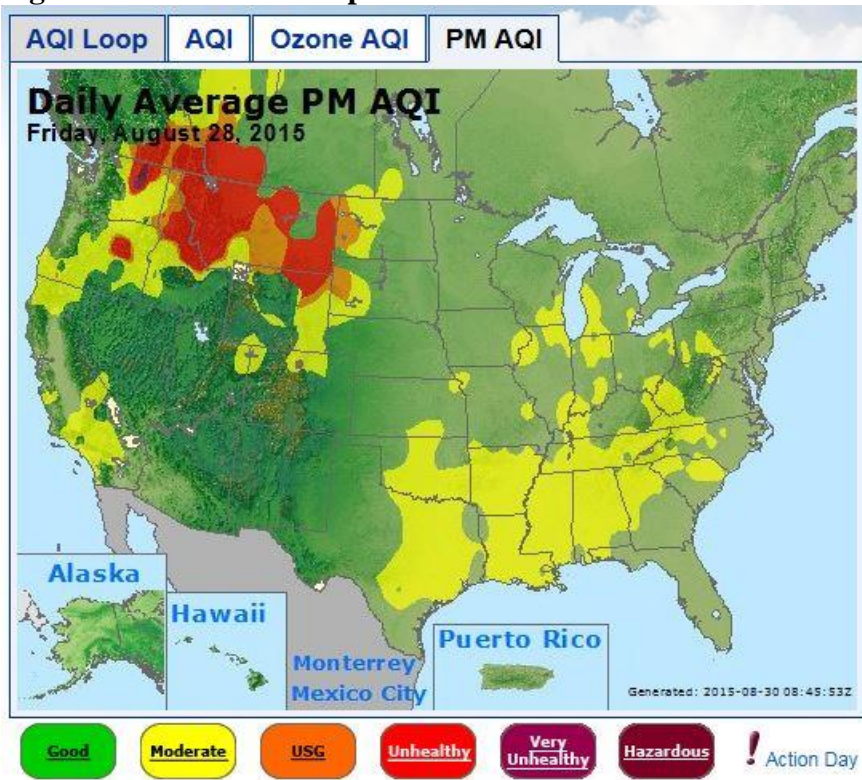 AQI Loop AQI Ozone AQI PM AQI
Daily Average PM AQI
Friday, August 28, 2015
Alaska
Hawaii
Puerto Rico
Monterrey
Mexico City
Generated: 2015-08-30 08:45:53Z
Good Moderate USG Unhealthy Very Unhealthy Hazardous ! Action Day